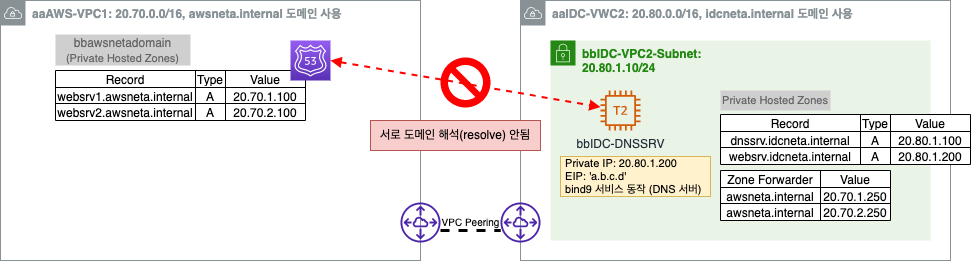 aaAWS-VPC1: 20.70.0.0/16, awsneta.internal 도메인 사용
bbawsnetadomain
(Private Hosted Zones)
Record Type Value
websrv1.awsneta.internal A 20.70.1.100
websrv2.awsneta.internal A 20.70.2.100
53
서로 도메인 해석(resolve) 안됨
VPC Peering
aaIDC-VWC2: 20.80.0.0/16, idcneta.internal 도메인 사용
bbIDC-VPC2-Subnet:
20.80.1.10/24
T2
bbIDC-DNSSRV
Private IP: 20.80.1.200
EIP: 'a.b.c.d'
bind9 서비스 동작 (DNS 서버)
Private Hosted Zones
Record Type Value
dnssrv.idcneta.internal A 20.80.1.100
websrv.idcneta.internal A 20.80.1.200
Zone Forwarder Value
awsneta.internal 20.70.1.250
awsneta.internal 20.70.2.250